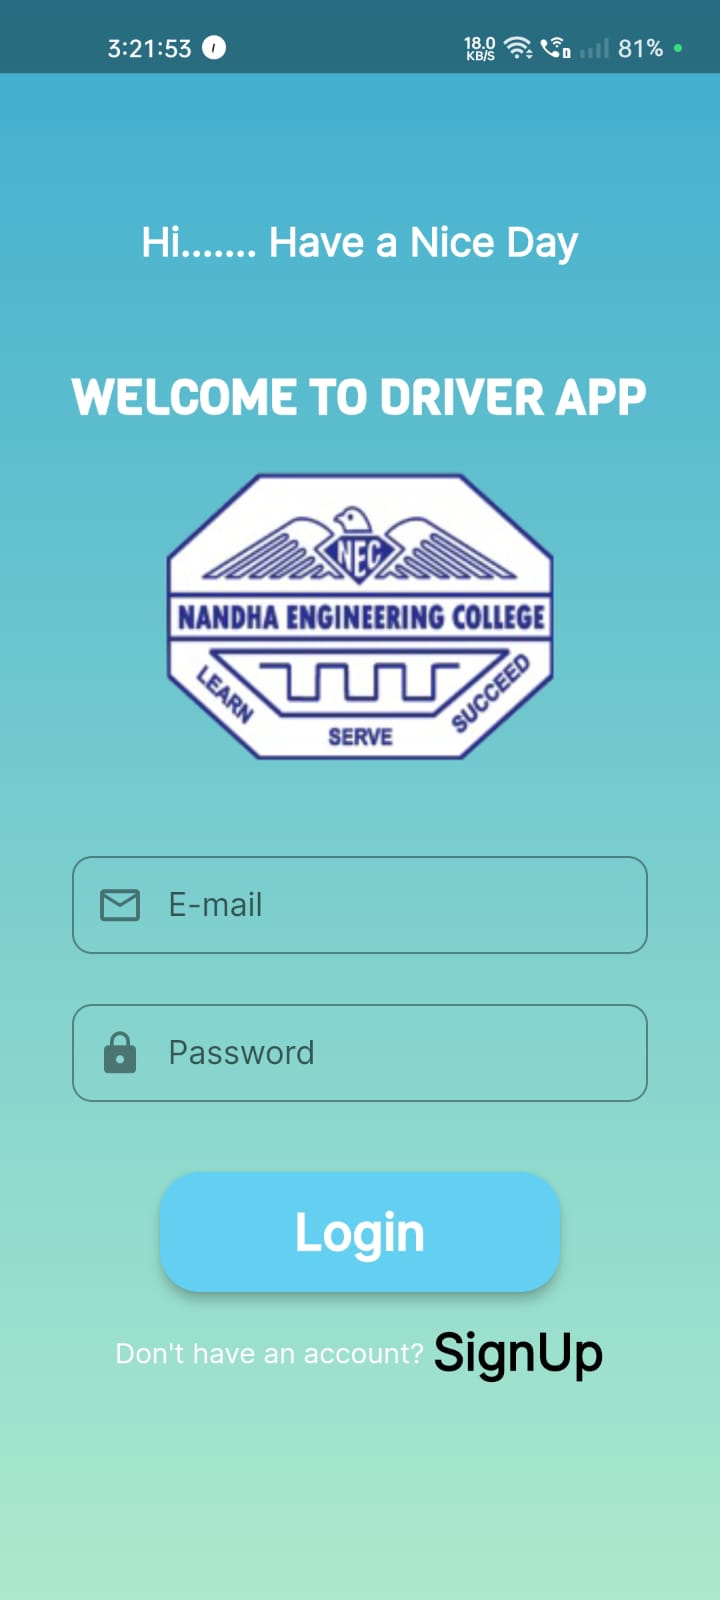 3:21:53 18.0 KB/S 81%
Hi....... Have a Nice Day
WELCOME TO DRIVER APP
NEC
NANDHA ENGINEERING COLLEGE
LEARN SERVE SUCCEED
E-mail
Password
Login
Don't have an account? SignUp